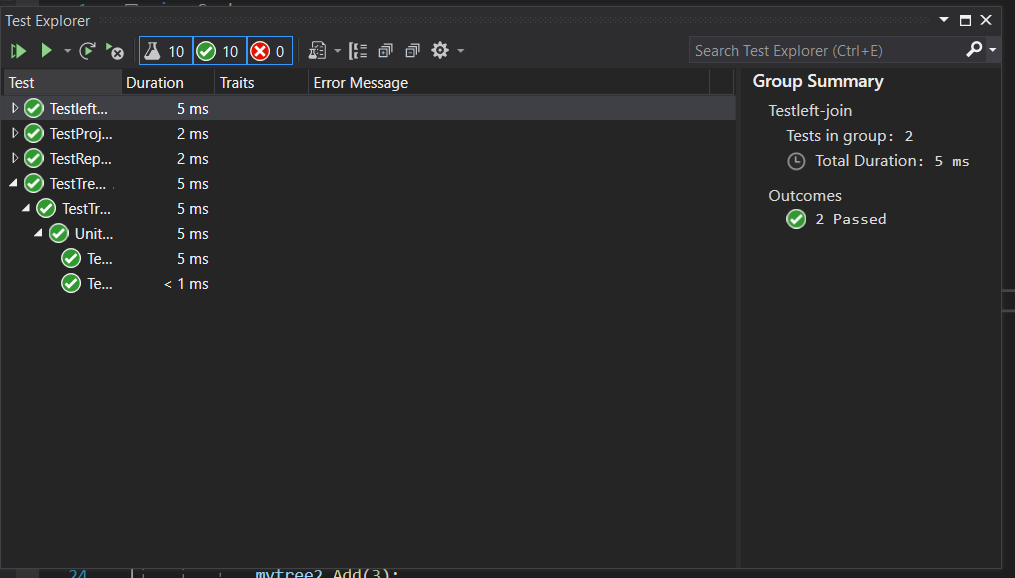 Test Explorer
10 10 0
Search Test Explorer (Ctrl+E)
Test Duration Traits Error Message
Testleft... 5 ms
TestProj... 2 ms
TestRep... 2 ms
TestTre... 5 ms
TestTr... 5 ms
Unit... 5 ms
Te... 5 ms
Te... < 1 ms
Group Summary
Testleft-join
Tests in group: 2
Total Duration: 5 ms
Outcomes
2 Passed
24 mytree2.Add(3);